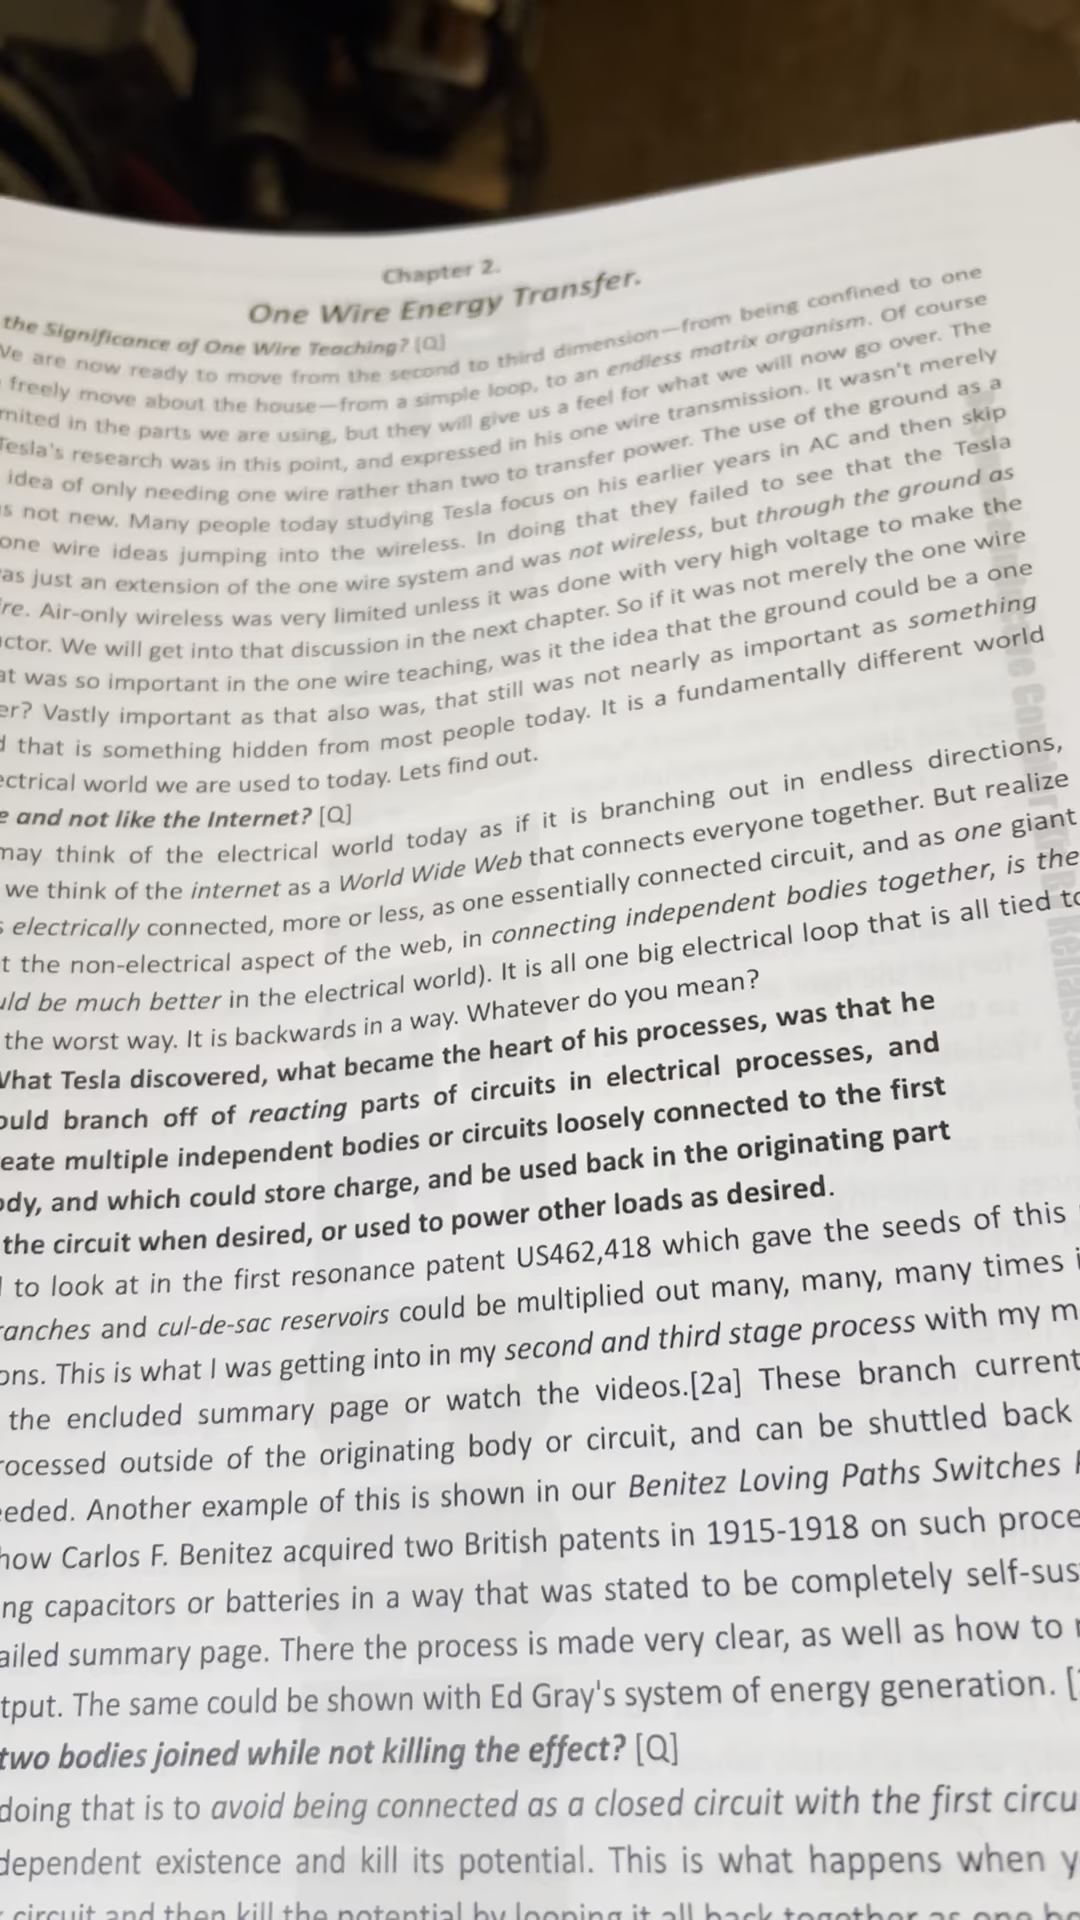 Chapter 2.
One Wire Energy Transfer.
the Significance of One Wire Teaching? [Q]
We are now ready to move from the second to third dimension—from being confined to one
freely move about the house—from a simple loop, to an endless matrix organism. Of course
mited in the parts we are using, but they will give us a feel for what we will now go over. The
Tesla's research was in this point, and expressed in his one wire transmission. It wasn't merely
idea of only needing one wire rather than two to transfer power. The use of the ground as a
s not new. Many people today studying Tesla focus on his earlier years in AC and then skip
one wire ideas jumping into the wireless. In doing that they failed to see that the Tesla
as just an extension of the one wire system and was not wireless, but through the ground as
re. Air-only wireless was very limited unless it was done with very high voltage to make the
ctor. We will get into that discussion in the next chapter. So if it was not merely the one wire
at was so important in the one wire teaching, was it the idea that the ground could be a one
er? Vastly important as that also was, that still was not nearly as important as something
d that is something hidden from most people today. It is a fundamentally different world
ectrical world we are used to today. Lets find out.
e and not like the Internet? [Q]
may think of the electrical world today as if it is branching out in endless directions,
we think of the internet as a World Wide Web that connects everyone together. But realize
s electrically connected, more or less, as one essentially connected circuit, and as one giant
t the non-electrical aspect of the web, in connecting independent bodies together, is the
uld be much better in the electrical world). It is all one big electrical loop that is all tied to
the worst way. It is backwards in a way. Whatever do you mean?
What Tesla discovered, what became the heart of his processes, was that he
ould branch off of reacting parts of circuits in electrical processes, and
eate multiple independent bodies or circuits loosely connected to the first
ody, and which could store charge, and be used back in the originating part
the circuit when desired, or used to power other loads as desired.
to look at in the first resonance patent US462,418 which gave the seeds of this
ranches and cul-de-sac reservoirs could be multiplied out many, many, many times i
ons. This is what I was getting into in my second and third stage process with my m
the encluded summary page or watch the videos.[2a] These branch current
rocessed outside of the originating body or circuit, and can be shuttled back
eeded. Another example of this is shown in our Benitez Loving Paths Switches
how Carlos F. Benitez acquired two British patents in 1915-1918 on such proce
ng capacitors or batteries in a way that was stated to be completely self-sus
ailed summary page. There the process is made very clear, as well as how to
tput. The same could be shown with Ed Gray's system of energy generation. [
two bodies joined while not killing the effect? [Q]
doing that is to avoid being connected as a closed circuit with the first circu
dependent existence and kill its potential. This is what happens when y
circuit and then kill the potential by looping it all back together as one